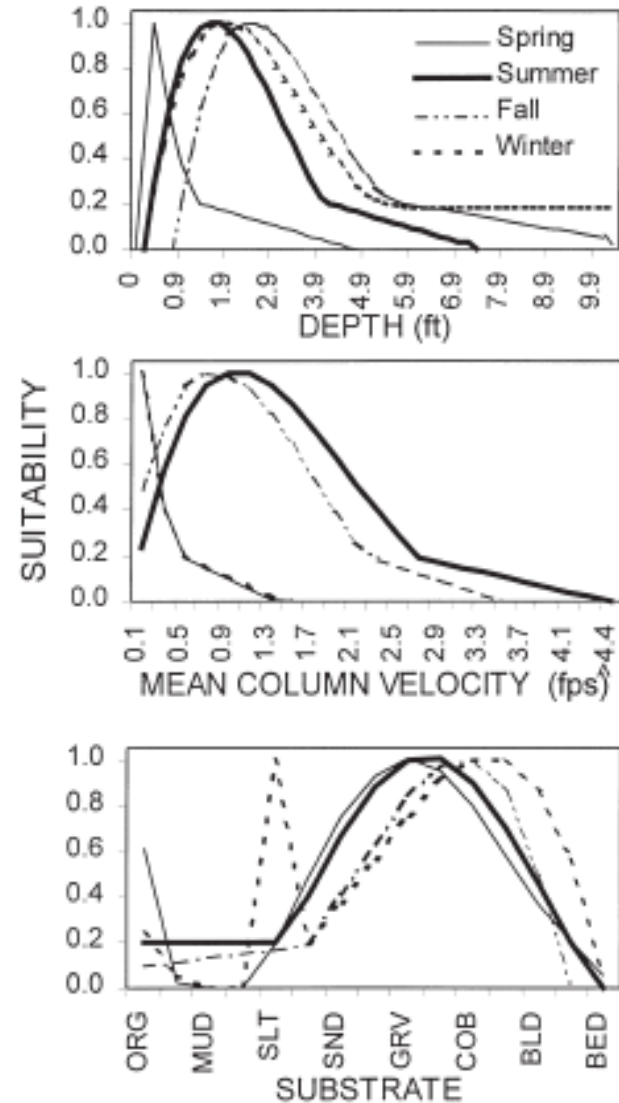 1.0
0.8
0.6
0.4
0.2
0.0
Spring
Summer
Fall
Winter
0
0.9
1.9
2.9
3.9
4.9
5.9
6.9
7.9
8.9
9.9
DEPTH (ft)
SUITABILITY
1.0
0.8
0.6
0.4
0.2
0.0
0.1
0.5
0.9
1.3
1.7
2.1
2.5
2.9
3.3
3.7
4.1
>4.4
MEAN COLUMN VELOCITY (fps)
1.0
0.8
0.6
0.4
0.2
0.0
ORG
MUD
SLT
SND
GRV
COB
BLD
BED
SUBSTRATE